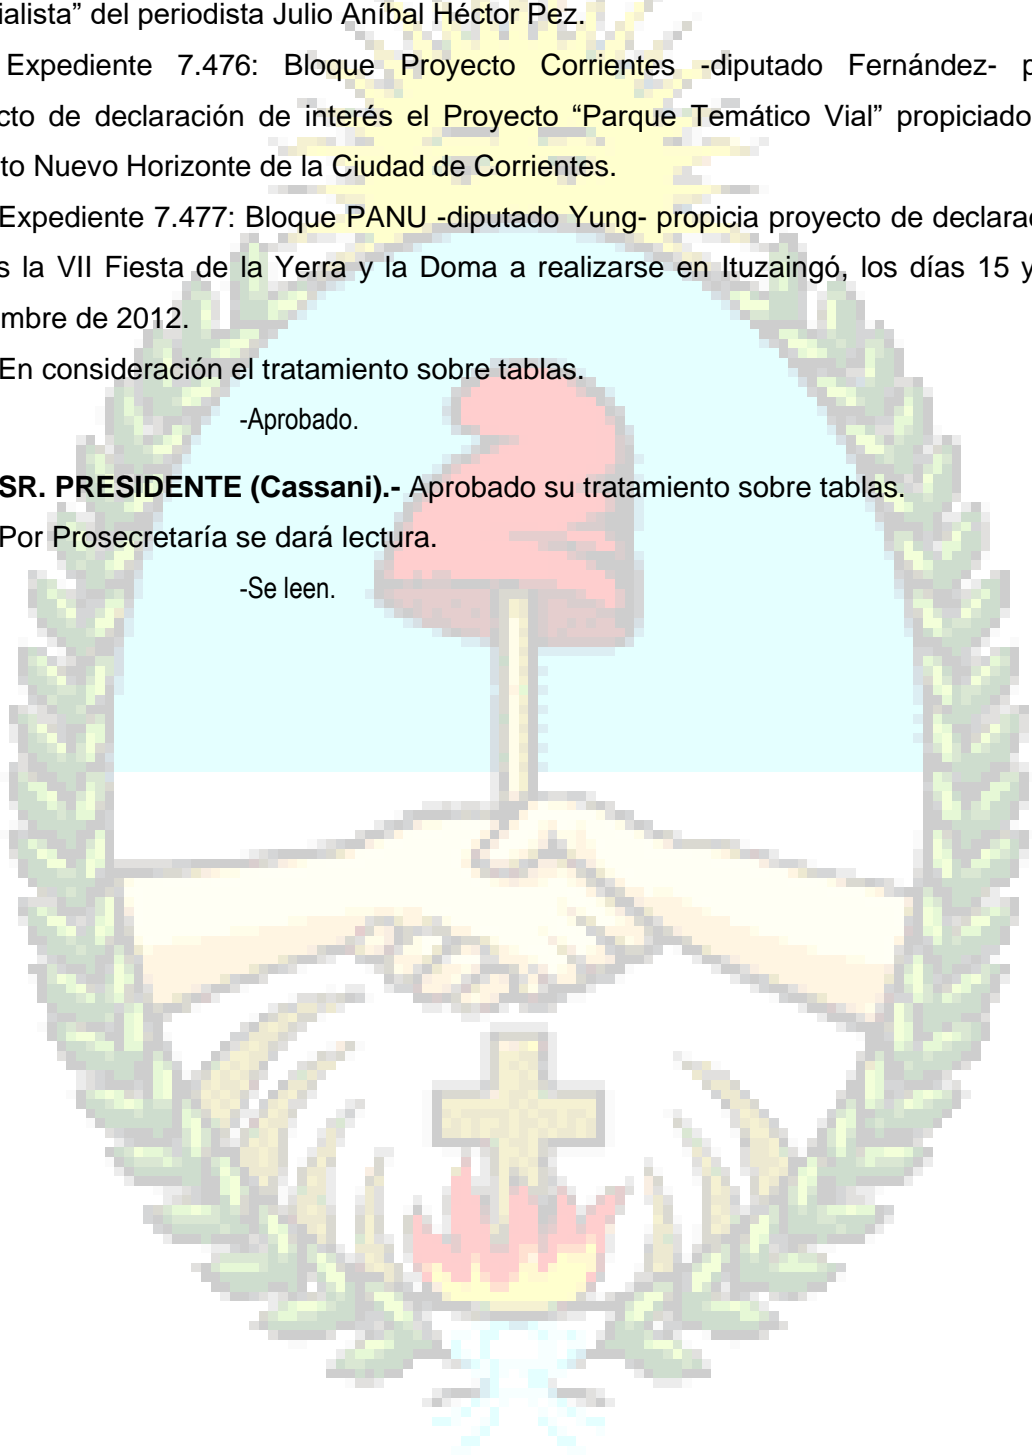 ialista” del periodista Julio Aníbal Héctor Pez.
Expediente 7.476: Bloque Proyecto Corrientes -diputado Fernández- p
cto de declaración de interés el Proyecto “Parque Temático Vial” propiciado
to Nuevo Horizonte de la Ciudad de Corrientes.
Expediente 7.477: Bloque PANU -diputado Yung- propicia proyecto de declara
s la VII Fiesta de la Yerra y la Doma a realizarse en Ituzaingó, los días 15 y
mbre de 2012.
En consideración el tratamiento sobre tablas.
-Aprobado.
SR. PRESIDENTE (Cassani).- Aprobado su tratamiento sobre tablas.
Por Prosecretaría se dará lectura.
-Se leen.